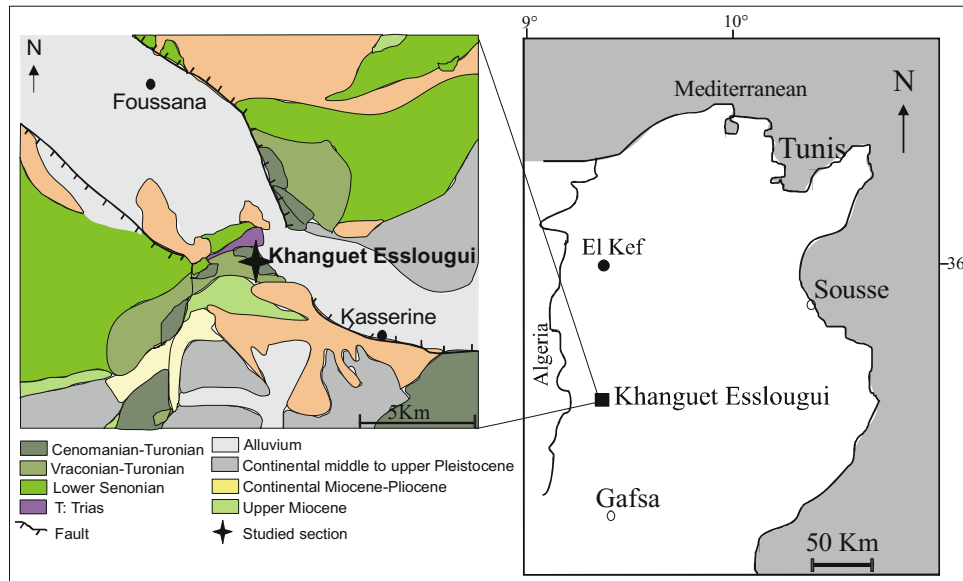 N
Foussana
Khanguet Esslougui
Kasserine
5Km
Cenomanian-Turonian
Vraconian-Turonian
Lower Senonian
T: Trias
Fault
Alluvium
Continental middle to upper Pleistocene
Continental Miocene-Pliocene
Upper Miocene
Studied section
9°
10°
Mediterranean
N
Tunis
El Kef
36
Sousse
Algeria
Khanguet Esslougui
Gafsa
50 Km